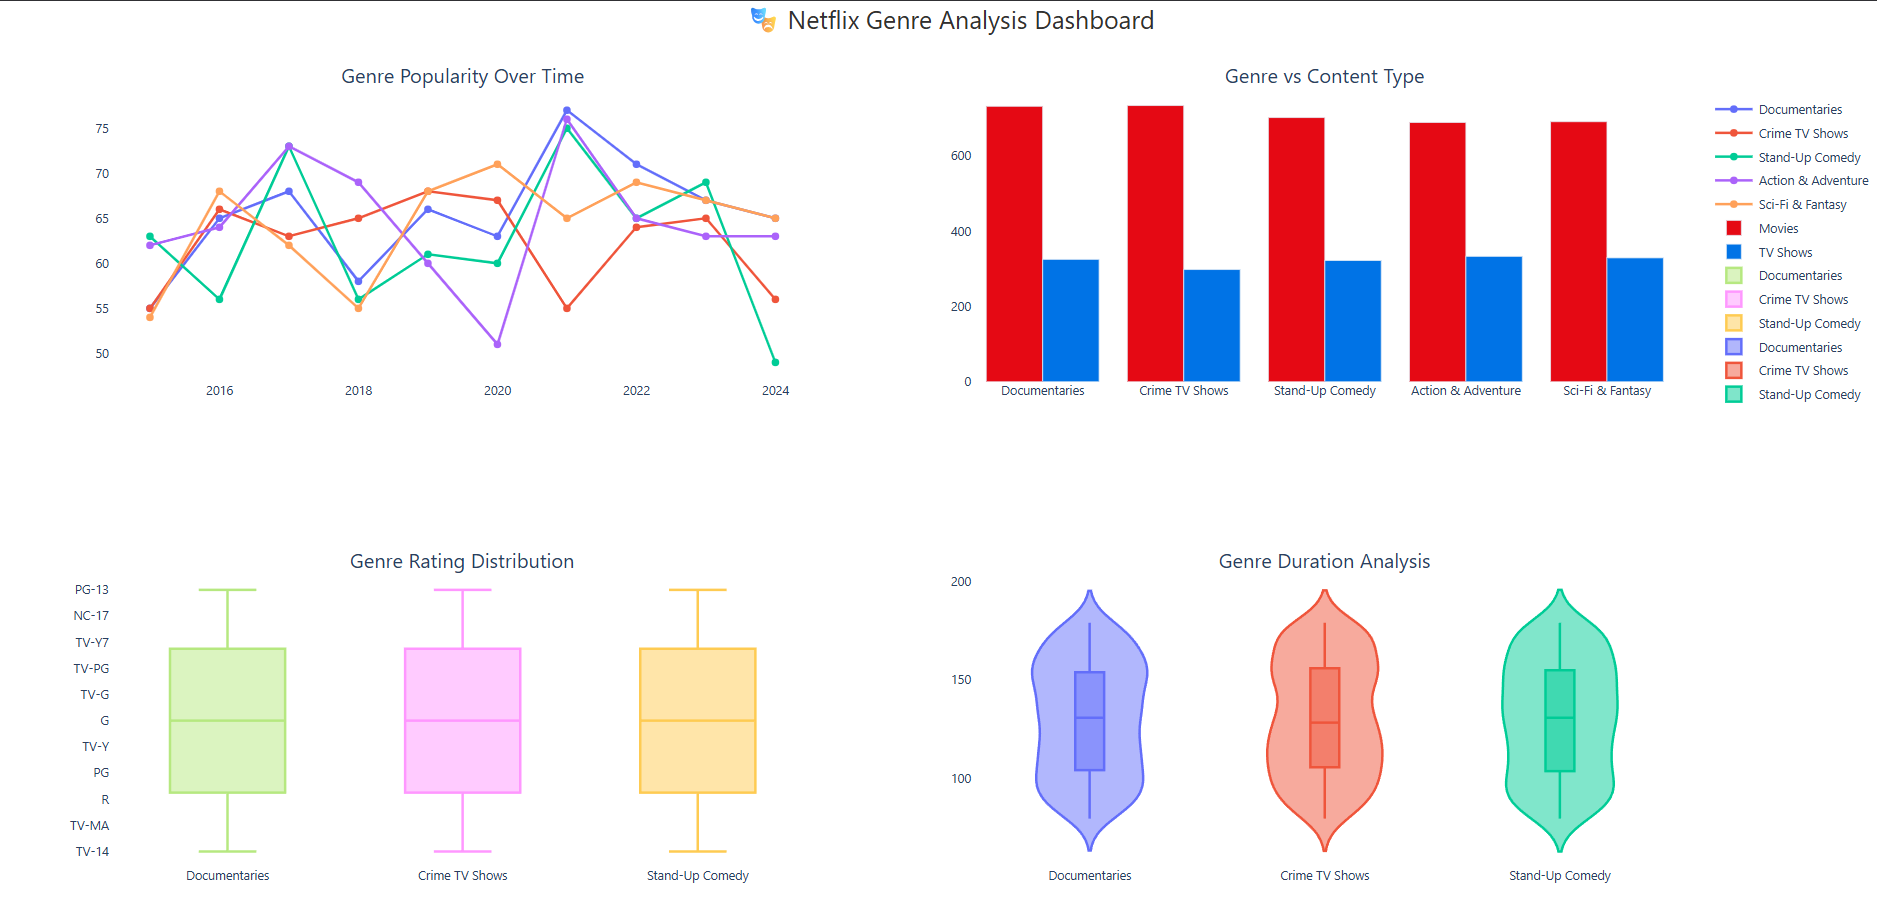 🎭 Netflix Genre Analysis Dashboard
Genre Popularity Over Time
75
70
65
60
55
50
2016 2018 2020 2022 2024
Genre vs Content Type
600
400
200
0
Documentaries Crime TV Shows Stand-Up Comedy Action & Adventure Sci-Fi & Fantasy
Documentaries
Crime TV Shows
Stand-Up Comedy
Action & Adventure
Sci-Fi & Fantasy
Movies
TV Shows
Documentaries
Crime TV Shows
Stand-Up Comedy
Documentaries
Crime TV Shows
Stand-Up Comedy
Genre Rating Distribution
PG-13
NC-17
TV-Y7
TV-PG
TV-G
G
TV-Y
PG
R
TV-MA
TV-14
Documentaries Crime TV Shows Stand-Up Comedy
Genre Duration Analysis
200
150
100
Documentaries Crime TV Shows Stand-Up Comedy